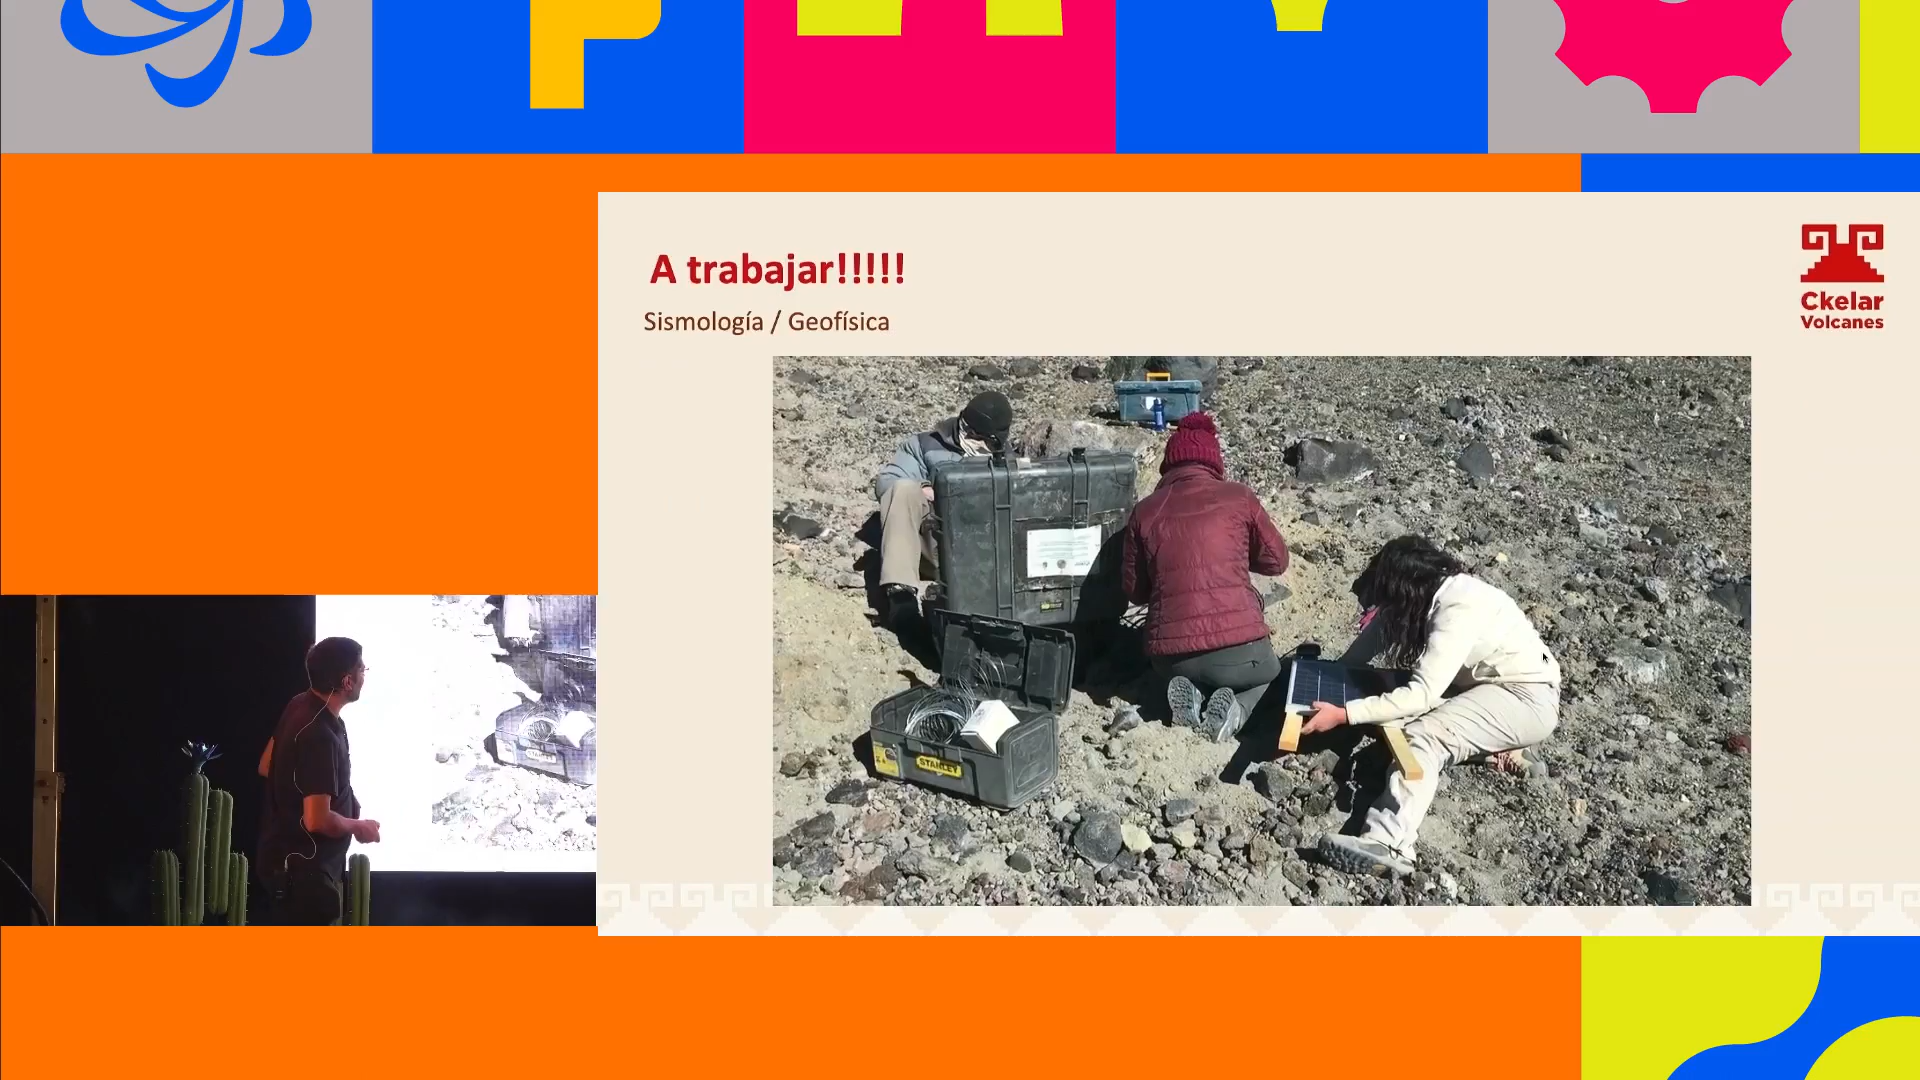 A trabajar!!!!!
Sismología / Geofísica
Ckelar
Volcanes
STANLEY